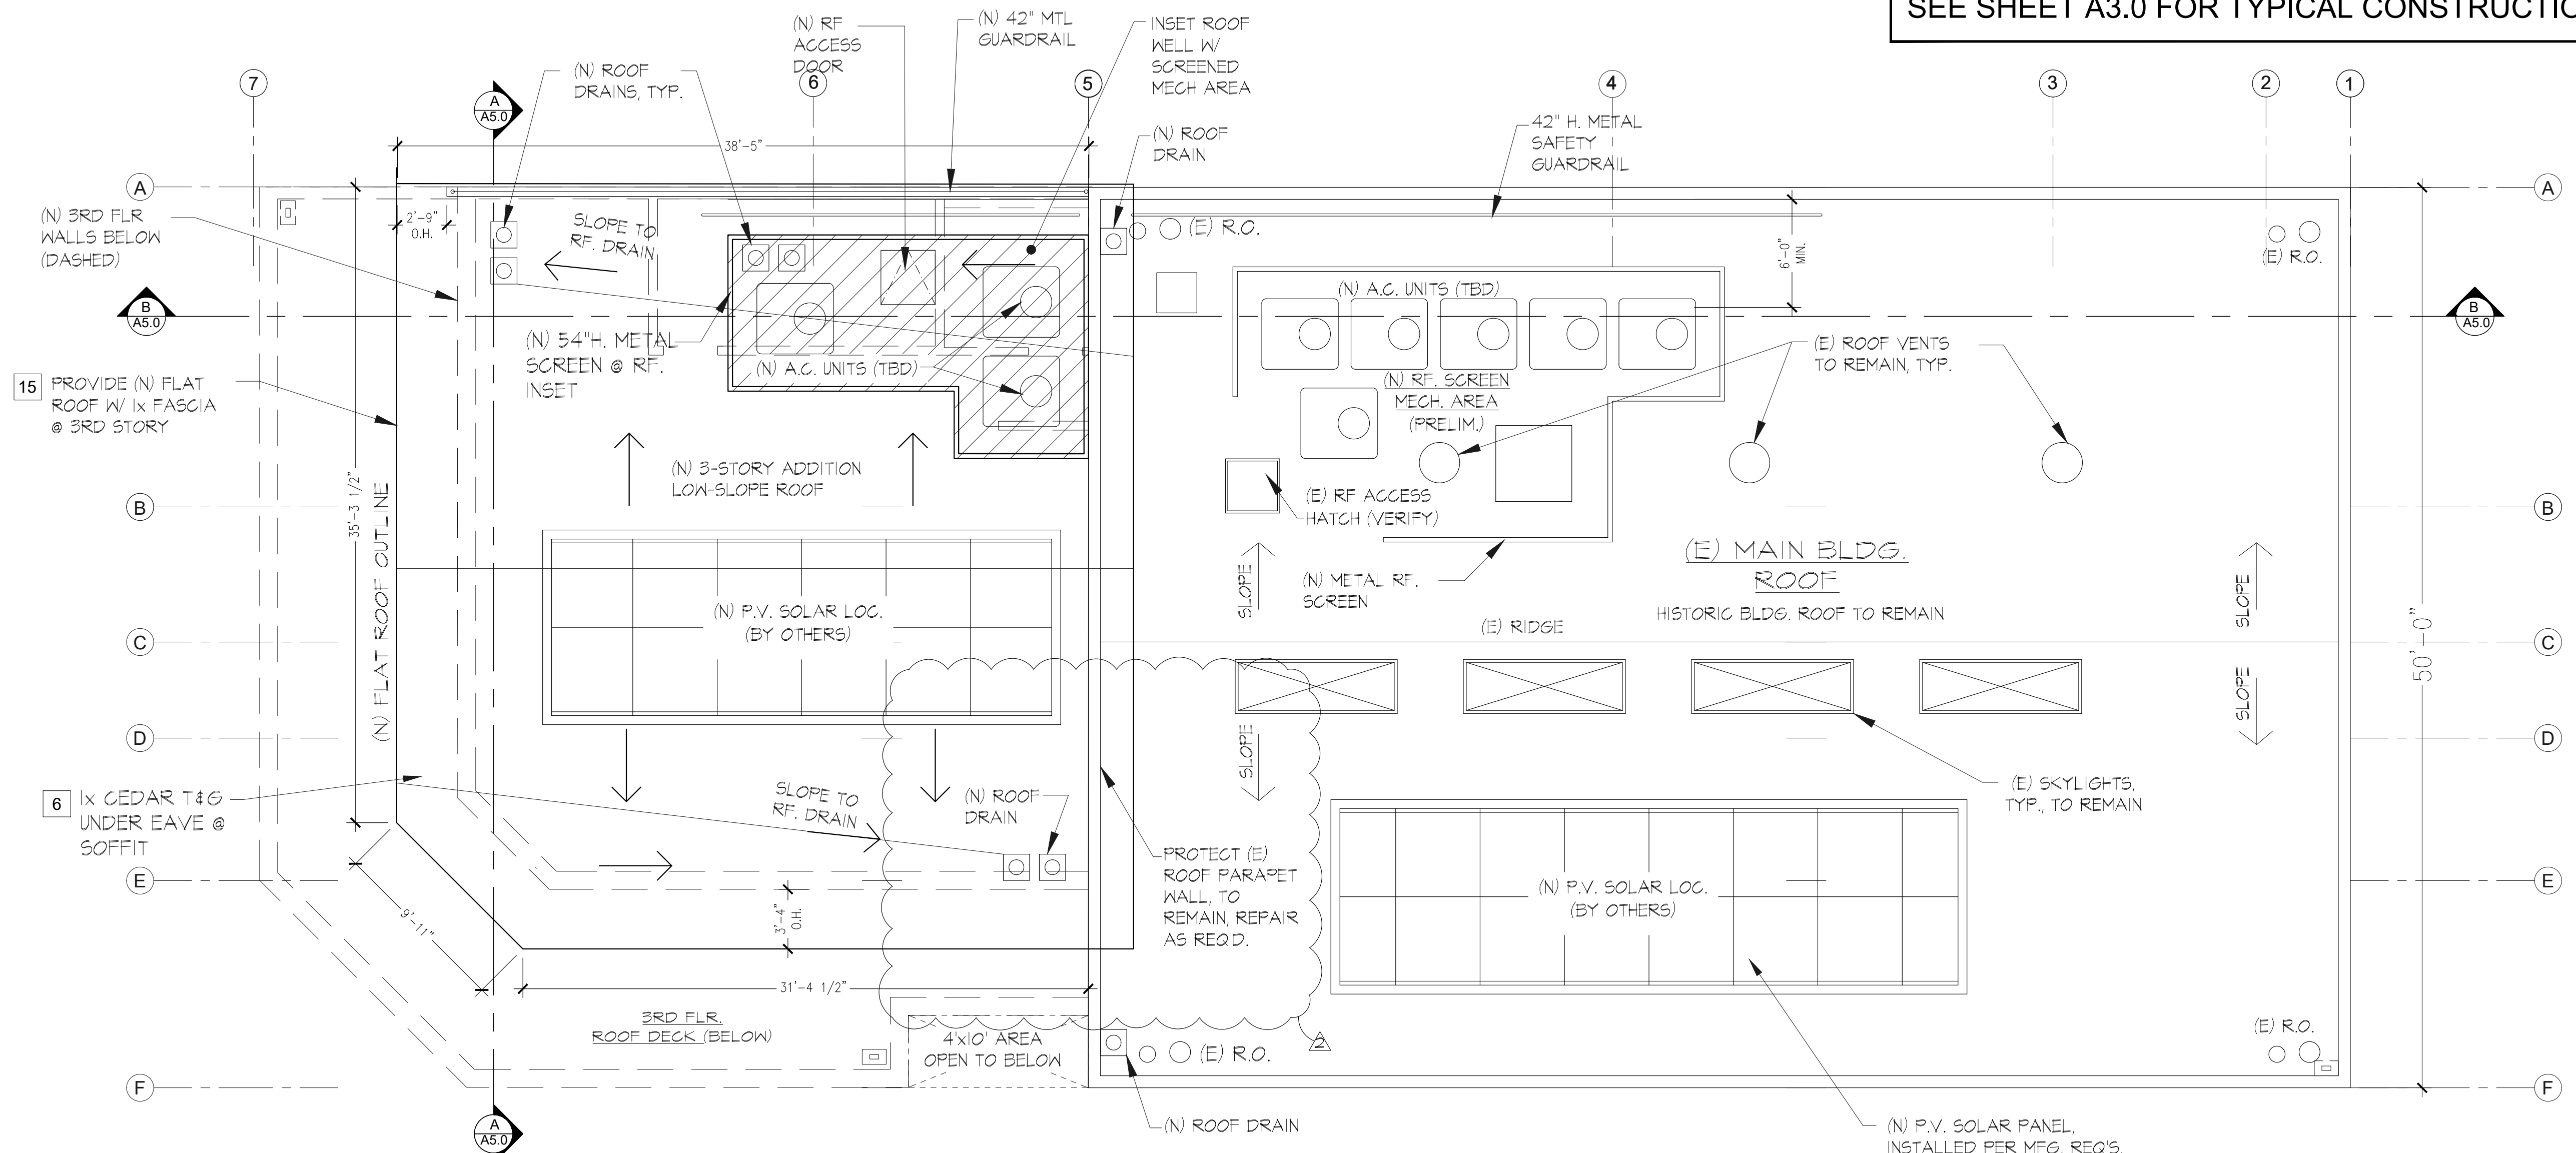 SEE SHEET A3.0 FOR TYPICAL CONSTRUCTIO
(N) RF
ACCESS
DOOR
(N) 42" MTL
GUARDRAIL
INSET ROOF
WELL W/
SCREENED
MECH AREA
(N) ROOF
DRAINS, TYP.
7
6
5
4
3
2
1
A
A5.0
38'-5"
(N) ROOF
DRAIN
42" H. METAL
SAFETY
GUARDRAIL
A
A
(N) 3RD FLR
WALLS BELOW
(DASHED)
2'-9"
O.H.
SLOPE TO
RF. DRAIN
(E) R.O.
6'-0"
MIN.
(E) R.O.
B
A5.0
B
A5.0
(N) 54"H. METAL
SCREEN @ RF.
INSET
(N) A.C. UNITS (TBD)
(N) A.C. UNITS (TBD)
(E) ROOF VENTS
TO REMAIN, TYP.
(N) RF. SCREEN
MECH. AREA
(PRELIM.)
15
PROVIDE (N) FLAT
ROOF W/ 1x FASCIA
@ 3RD STORY
(N) 3-STORY ADDITION
LOW-SLOPE ROOF
35'-3 1/2"
(N) FLAT ROOF OUTLINE
B
B
(E) RF ACCESS
HATCH (VERIFY)
(E) MAIN BLDG.
ROOF
HISTORIC BLDG. ROOF TO REMAIN
(N) METAL RF.
SCREEN
SLOPE
SLOPE
(N) P.V. SOLAR LOC.
(BY OTHERS)
(E) RIDGE
C
C
50'-0"
SLOPE
SLOPE
D
D
6
1x CEDAR T&G
UNDER EAVE @
SOFFIT
SLOPE TO
RF. DRAIN
(N) ROOF
DRAIN
(E) SKYLIGHTS,
TYP., TO REMAIN
PROTECT (E)
ROOF PARAPET
WALL, TO
REMAIN, REPAIR
AS REQ'D.
E
E
9'-11"
3'-4"
O.H.
(N) P.V. SOLAR LOC.
(BY OTHERS)
31'-4 1/2"
3RD FLR.
ROOF DECK (BELOW)
4'x10' AREA
OPEN TO BELOW
(E) R.O.
2
(E) R.O.
F
F
A
A5.0
(N) ROOF DRAIN
(N) P.V. SOLAR PANEL,
INSTALLED PER MFG. REQ'S.